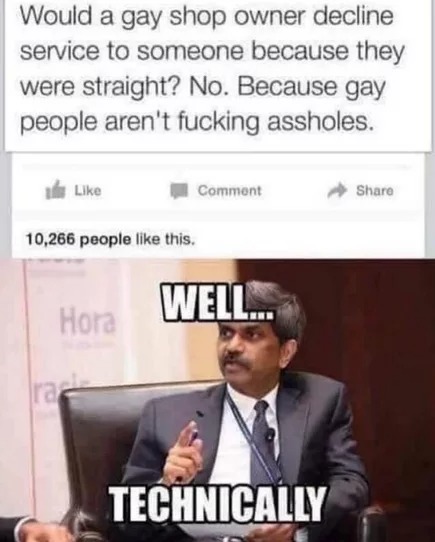 Would a gay shop owner decline
service to someone because they
were straight? No. Because gay
people aren't fucking assholes.
Like Comment Share
10,266 people like this.
WELL...
Hora
TECHNICALLY